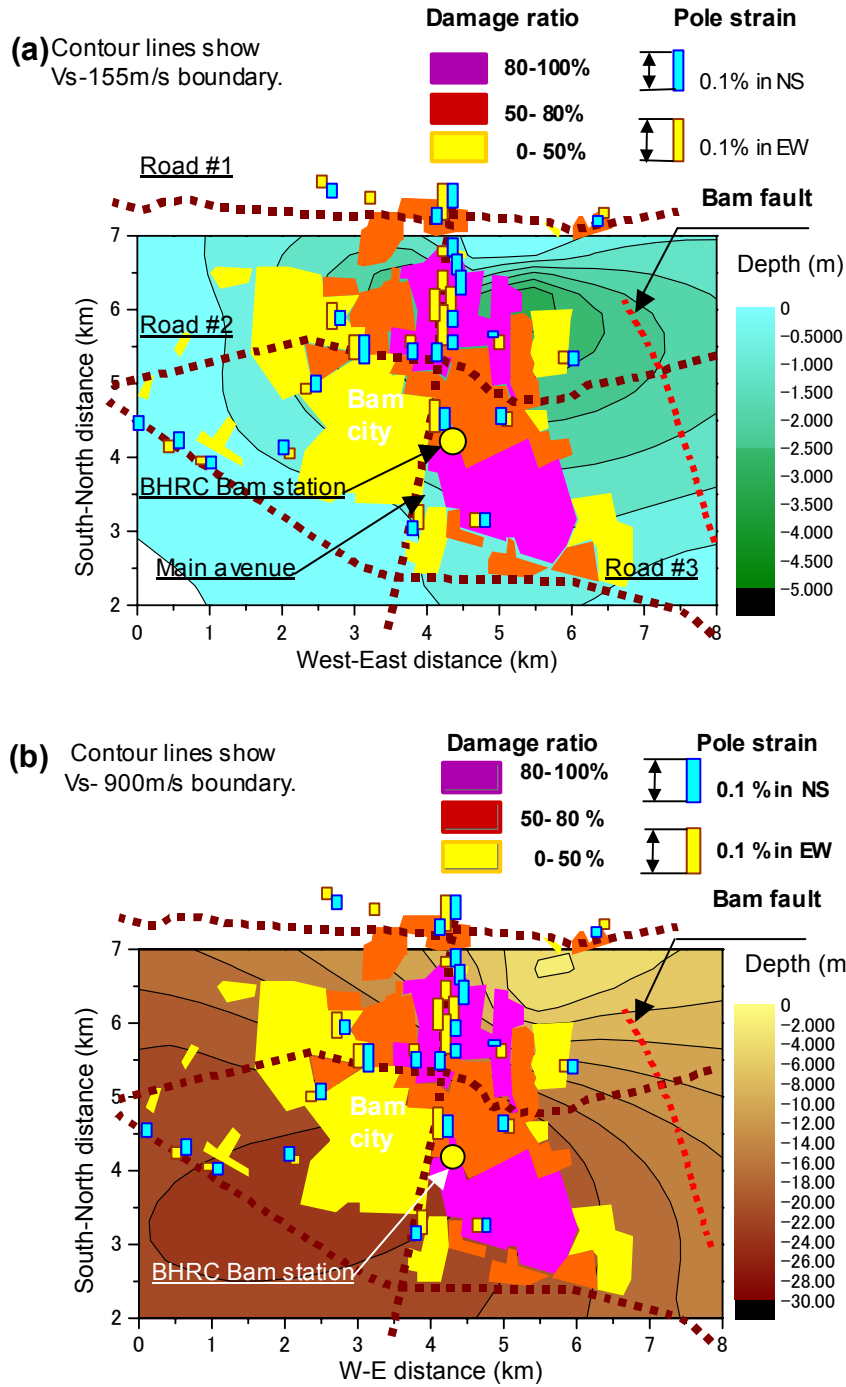 (a) Contour lines show
Vs-155m/s boundary.
Damage ratio
80-100%
50- 80%
0- 50%
Pole strain
0.1% in NS
0.1% in EW
Road #1
Bam fault
Road #2
Bam
city
BHRC Bam station
Main avenue
Road #3
Depth (m)
0
-0.5000
-1.000
-1.500
-2.000
-2.500
-3.000
-3.500
-4.000
-4.500
-5.000
South-North distance (km)
7
6
5
4
3
2
0 1 2 3 4 5 6 7 8
West-East distance (km)
(b) Contour lines show
Vs- 900m/s boundary.
Damage ratio
80-100%
50- 80 %
0- 50 %
Pole strain
0.1 % in NS
0.1 % in EW
Bam fault
Bam
city
BHRC Bam station
Depth (m
0
-2.000
-4.000
-6.000
-8.000
-10.00
-12.00
-14.00
-16.00
-18.00
-20.00
-22.00
-24.00
-26.00
-28.00
-30.00
South-North distance (km)
7
6
5
4
3
2
0 1 2 3 4 5 6 7 8
W-E distance (km)